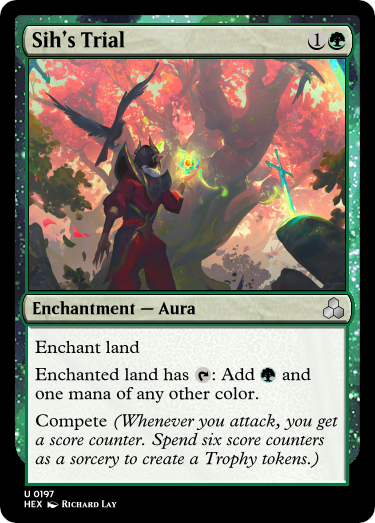 Sih's Trial 1
Enchantment — Aura
Enchant land
Enchanted land has : Add and
one mana of any other color.
Compete (Whenever you attack, you get
a score counter. Spend six score counters
as a sorcery to create a Trophy tokens.)
U 0197
HEX Richard Lay